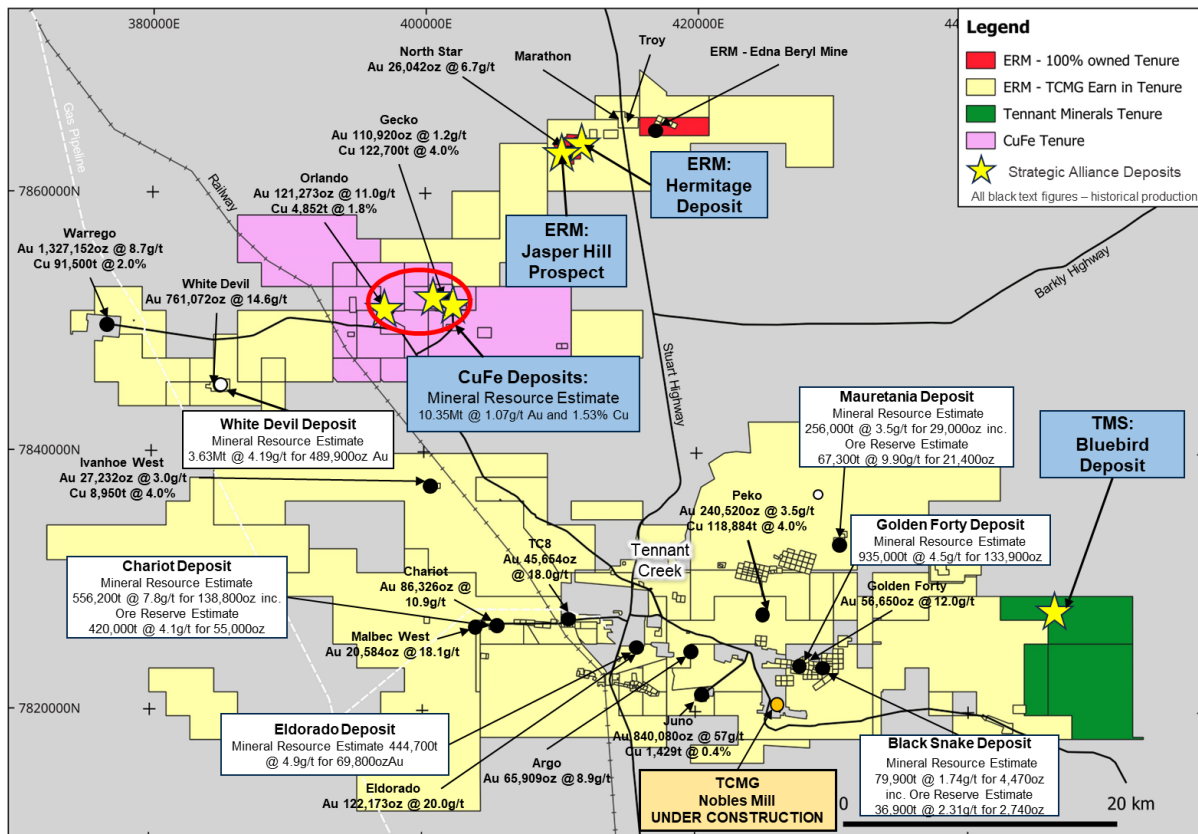 380000E
400000E
420000E
44
Legend
ERM - 100% owned Tenure
ERM - TCMG Earn in Tenure
Tennant Minerals Tenure
CuFe Tenure
Strategic Alliance Deposits
All black text figures – historical production
7860000N
7840000N
7820000N
Gas Pipeline
Railway
Stuart Highway
Barkly Highway
North Star
Au 26,042oz @ 6.7g/t
Marathon
Troy
ERM - Edna Beryl Mine
Gecko
Au 110,920oz @ 1.2g/t
Cu 122,700t @ 4.0%
Orlando
Au 121,273oz @ 11.0g/t
Cu 4,852t @ 1.8%
Warrego
Au 1,327,152oz @ 8.7g/t
Cu 91,500t @ 2.0%
White Devil
Au 761,072oz @ 14.6g/t
ERM:
Hermitage
Deposit
ERM:
Jasper Hill
Prospect
CuFe Deposits:
Mineral Resource Estimate
10.35Mt @ 1.07g/t Au and 1.53% Cu
White Devil Deposit
Mineral Resource Estimate
3.63Mt @ 4.19g/t for 489,900oz Au
Mauretania Deposit
Mineral Resource Estimate
256,000t @ 3.5g/t for 29,000oz inc.
Ore Reserve Estimate
67,300t @ 9.90g/t for 21,400oz
TMS:
Bluebird
Deposit
Ivanhoe West
Au 27,232oz @ 3.0g/t
Cu 8,950t @ 4.0%
Peko
Au 240,520oz @ 3.5g/t
Cu 118,884t @ 4.0%
Golden Forty Deposit
Mineral Resource Estimate
935,000t @ 4.5g/t for 133,900oz
Tennant
Creek
TC8
Au 45,654oz
@ 18.0g/t
Chariot
Au 86,326oz @
10.9g/t
Chariot Deposit
Mineral Resource Estimate
556,200t @ 7.8g/t for 138,800oz inc.
Ore Reserve Estimate
420,000t @ 4.1g/t for 55,000oz
Golden Forty
Au 56,650oz @ 12.0g/t
Malbec West
Au 20,584oz @ 18.1g/t
Eldorado Deposit
Mineral Resource Estimate 444,700t
@ 4.9g/t for 69,800ozAu
Juno
Au 840,080oz @ 57g/t
Cu 1,429t @ 0.4%
Argo
Au 65,909oz @ 8.9g/t
Eldorado
Au 122,173oz @ 20.0g/t
TCMG
Nobles Mill
UNDER CONSTRUCTION
Black Snake Deposit
Mineral Resource Estimate
79,900t @ 1.74g/t for 4,470oz
inc. Ore Reserve Estimate
36,900t @ 2.31g/t for 2,740oz
0
20 km